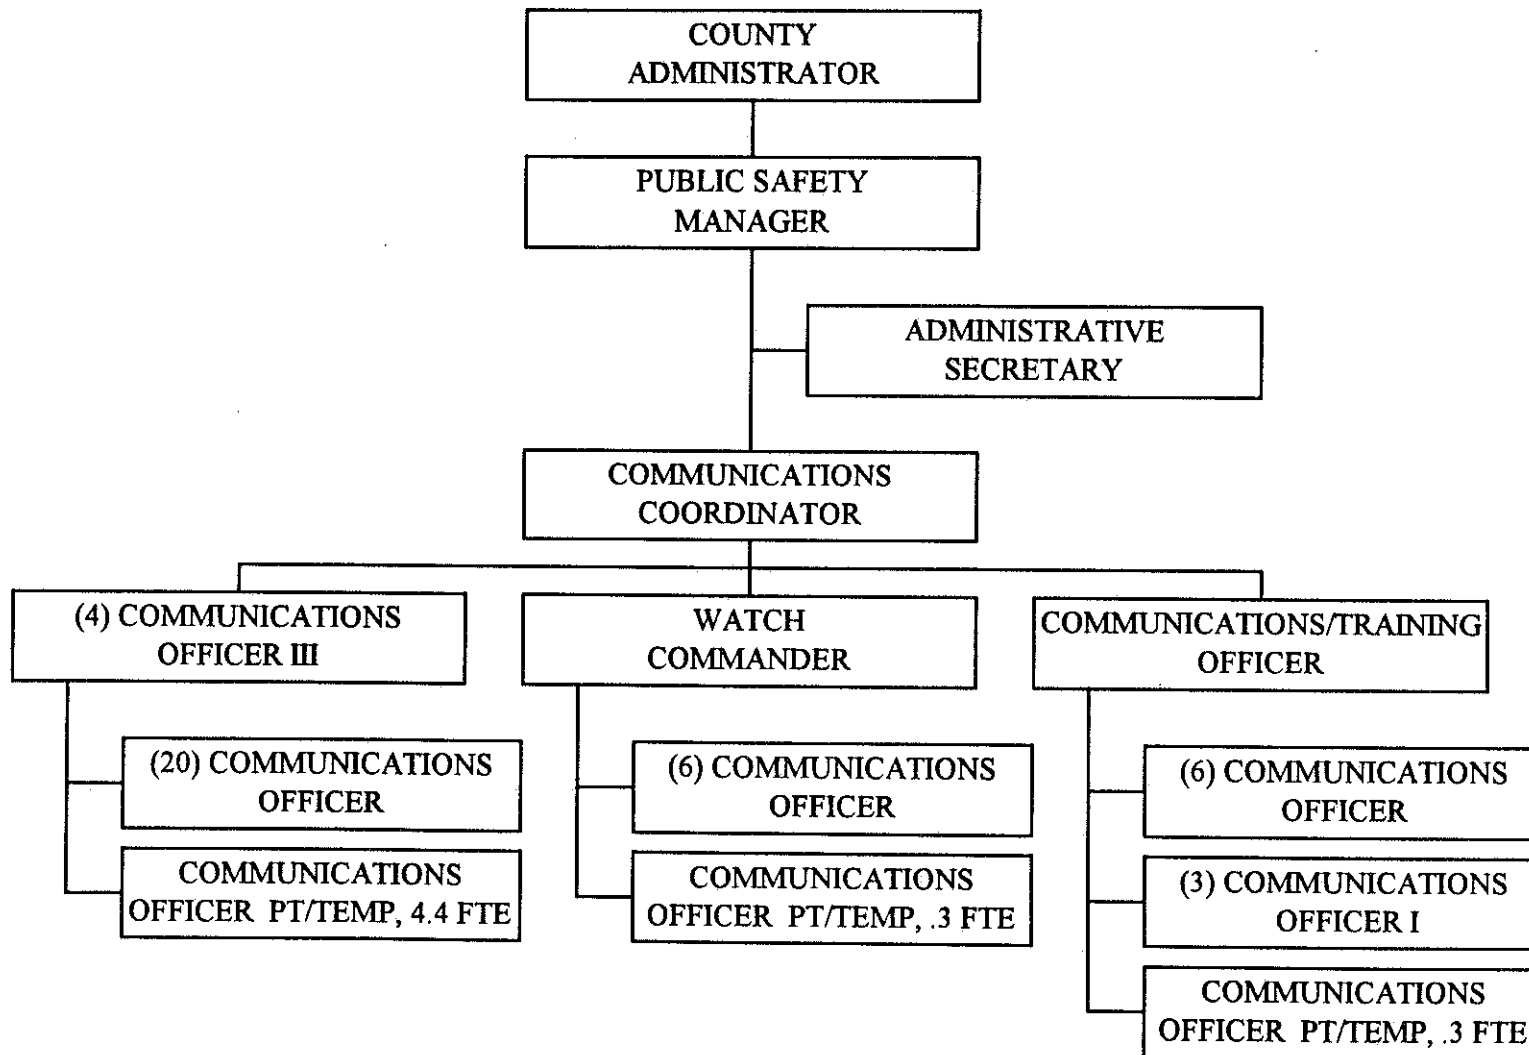 COUNTY
ADMINISTRATOR
PUBLIC SAFETY
MANAGER
ADMINISTRATIVE
SECRETARY
COMMUNICATIONS
COORDINATOR
(4) COMMUNICATIONS
OFFICER III
(20) COMMUNICATIONS
OFFICER
COMMUNICATIONS
OFFICER PT/TEMP, 4.4 FTE
WATCH
COMMANDER
(6) COMMUNICATIONS
OFFICER
COMMUNICATIONS
OFFICER PT/TEMP, .3 FTE
COMMUNICATIONS/TRAINING
OFFICER
(6) COMMUNICATIONS
OFFICER
(3) COMMUNICATIONS
OFFICER I
COMMUNICATIONS
OFFICER PT/TEMP, .3 FTE